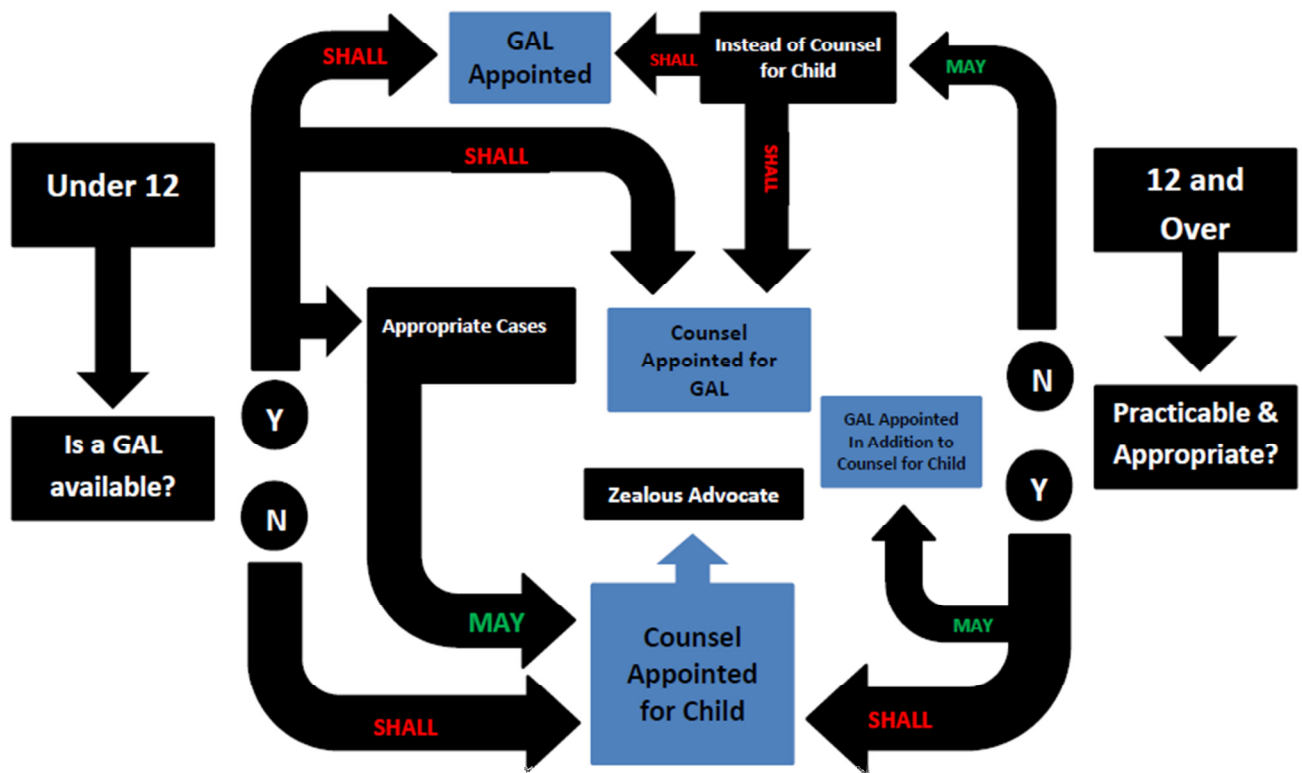 SHALL
GAL
Appointed
SHALL
Instead of Counsel
for Child
MAY
Under 12
SHALL
SHALL
12 and
Over
Appropriate Cases
Counsel
Appointed for
GAL
Y
N
Is a GAL
available?
N
GAL Appointed
In Addition to
Counsel for Child
Practicable &
Appropriate?
Y
Zealous Advocate
MAY
Counsel
Appointed
for Child
MAY
SHALL
SHALL